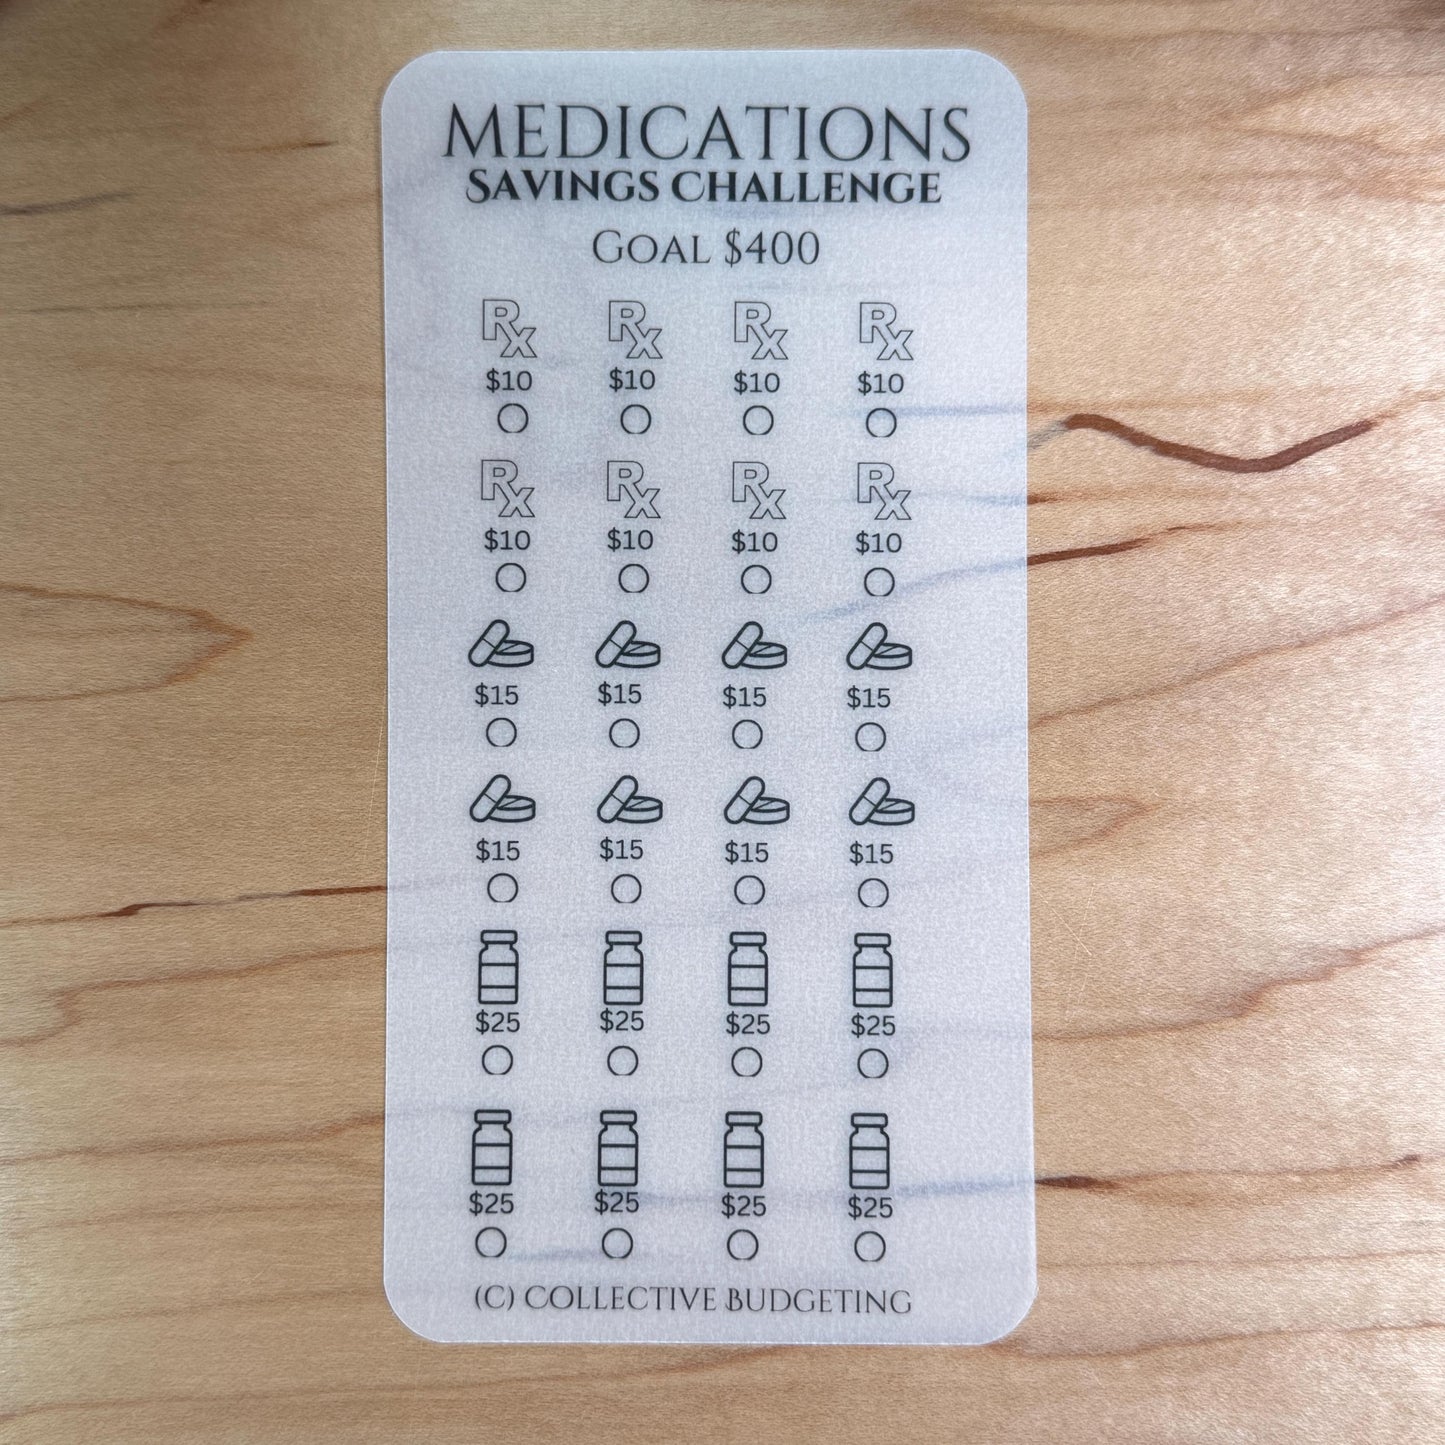 MEDICATIONS
SAVINGS CHALLENGE
GOAL $400
Rx Rx Rx Rx
$10 $10 $10 $10
Rx Rx Rx Rx
$10 $10 $10 $10
$15 $15 $15 $15
$15 $15 $15 $15
$25 $25 $25 $25
$25 $25 $25 $25
(C) COLLECTIVE BUDGETING